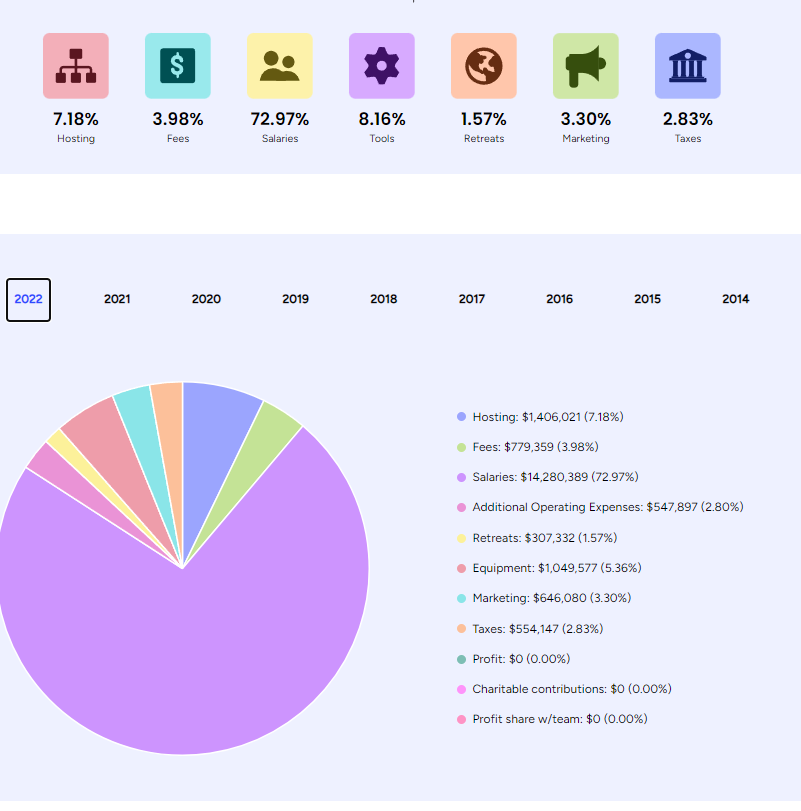 7.18% 3.98% 72.97% 8.16% 1.57% 3.30% 2.83%
Hosting Fees Salaries Tools Retreats Marketing Taxes
2022 2021 2020 2019 2018 2017 2016 2015 2014
Hosting: $1,406,021 (7.18%)
Fees: $779,359 (3.98%)
Salaries: $14,280,389 (72.97%)
Additional Operating Expenses: $547,897 (2.80%)
Retreats: $307,332 (1.57%)
Equipment: $1,049,577 (5.36%)
Marketing: $646,080 (3.30%)
Taxes: $554,147 (2.83%)
Profit: $0 (0.00%)
Charitable contributions: $0 (0.00%)
Profit share w/team: $0 (0.00%)